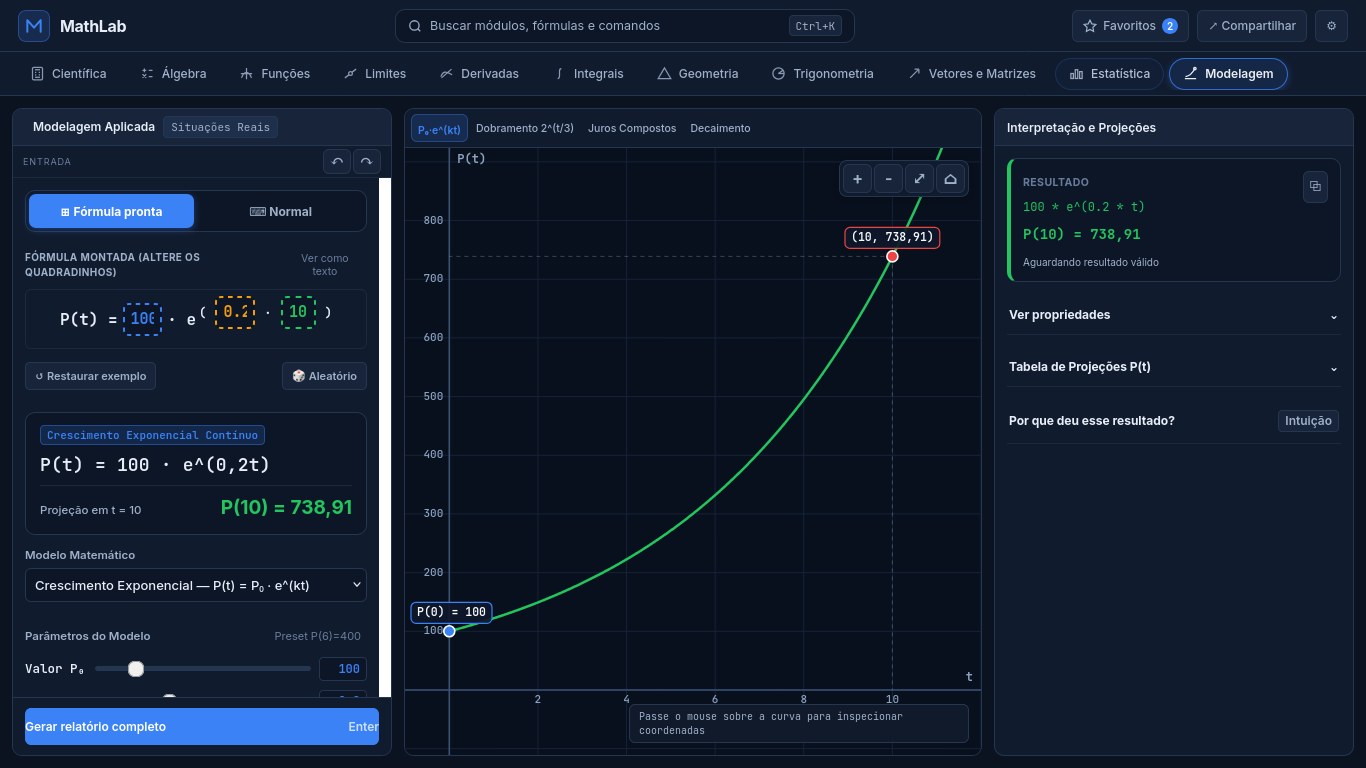 MathLab
Buscar módulos, fórmulas e comandos
Ctrl+K
Favoritos 2
Compartilhar
Científica
Álgebra
Funções
Limites
Derivadas
Integrais
Geometria
Trigonometria
Vetores e Matrizes
Estatística
Modelagem
Modelagem Aplicada
Situações Reais
ENTRADA
Fórmula pronta
Normal
FÓRMULA MONTADA (ALTERE OS
QUADRADINHOS)
Ver como
texto
P(t) = 100 · e ( 0.2 · 10 )
Restaurar exemplo
Aleatório
Crescimento Exponencial Contínuo
P(t) = 100 · e^(0,2t)
Projeção em t = 10
P(10) = 738,91
Modelo Matemático
Crescimento Exponencial — P(t) = P₀ · e^(kt)
Parâmetros do Modelo
Preset P(6)=400
Valor P₀
100
Gerar relatório completo
Enter
P₀·e^(kt)
Dobramento 2^(t/3)
Juros Compostos
Decaimento
P(t)
+
-
800
(10, 738,91)
700
600
500
400
300
200
P(0) = 100
100
t
2
4
6
8
10
Passe o mouse sobre a curva para inspecionar
coordenadas
Interpretação e Projeções
RESULTADO
100 * e^(0.2 * t)
P(10) = 738,91
Aguardando resultado válido
Ver propriedades
Tabela de Projeções P(t)
Por que deu esse resultado?
Intuição